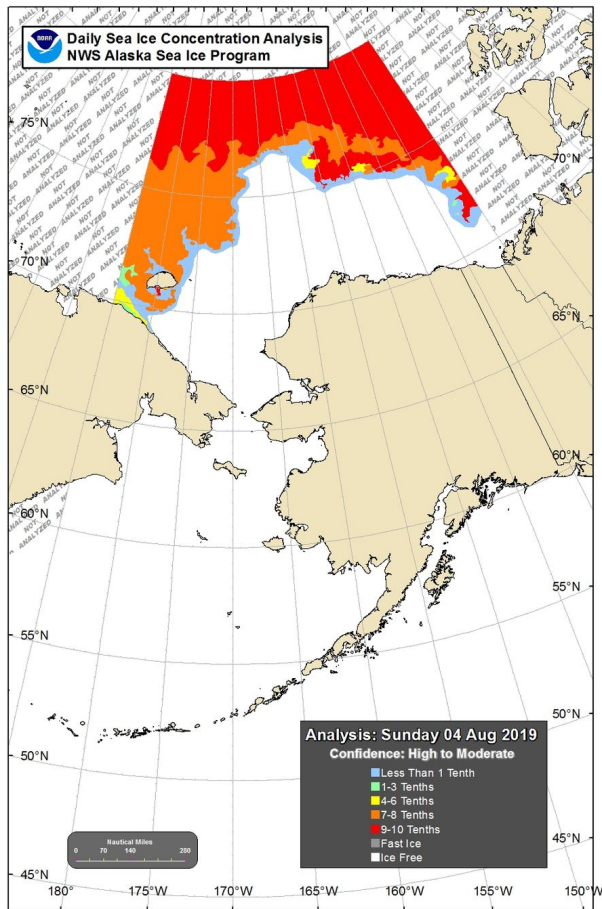 NOAA
Daily Sea Ice Concentration Analysis
NWS Alaska Sea Ice Program
NOT ANALYZED
75°N
70°N
70°N
65°N
65°N
60°N
60°N
55°N
55°N
50°N
50°N
45°N
45°N
Analysis: Sunday 04 Aug 2019
Confidence: High to Moderate
Less Than 1 Tenth
1-3 Tenths
4-6 Tenths
7-8 Tenths
9-10 Tenths
Fast Ice
Ice Free
Nautical Miles
0 70 140 280
180° 175°W 170°W 165°W 160°W 155°W 150°W